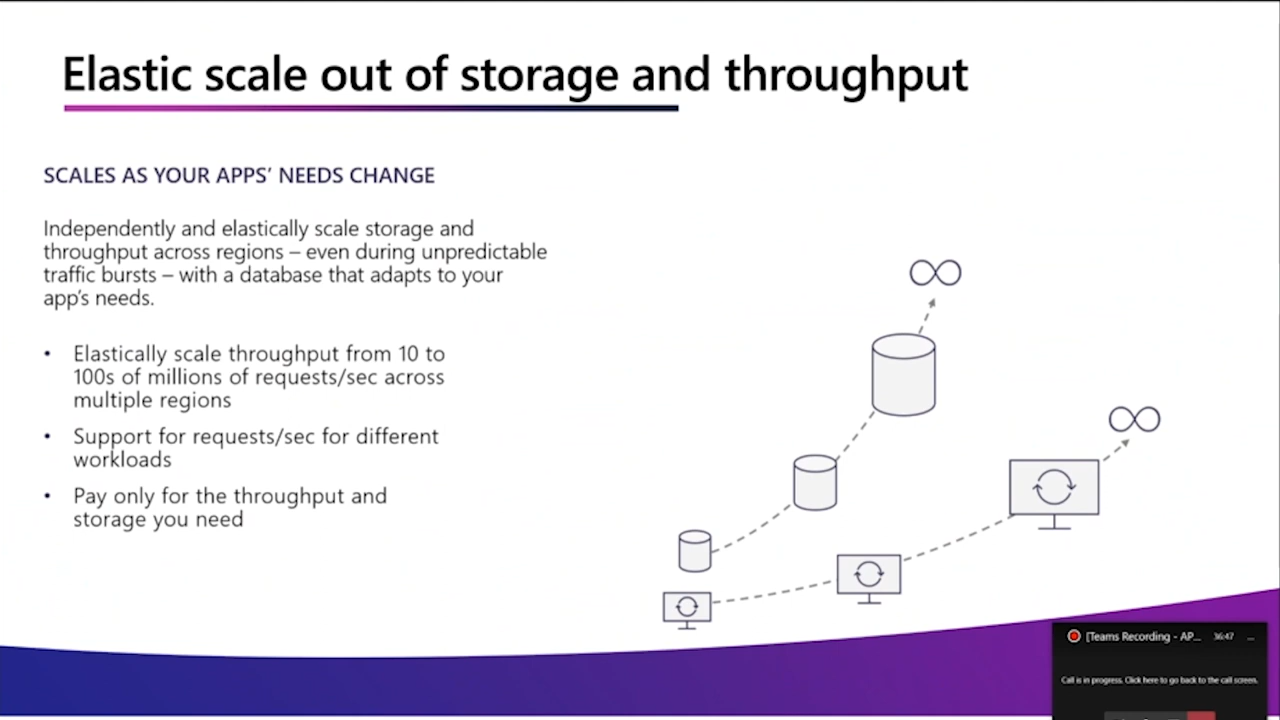 Elastic scale out of storage and throughput
SCALES AS YOUR APPS’ NEEDS CHANGE
Independently and elastically scale storage and
throughput across regions – even during unpredictable
traffic bursts – with a database that adapts to your
app’s needs.
• Elastically scale throughput from 10 to
100s of millions of requests/sec across
multiple regions
• Support for requests/sec for different
workloads
• Pay only for the throughput and
storage you need
[Teams Recording - AP... 36:47 ...
Call is in progress. Click here to go back to the call screen.